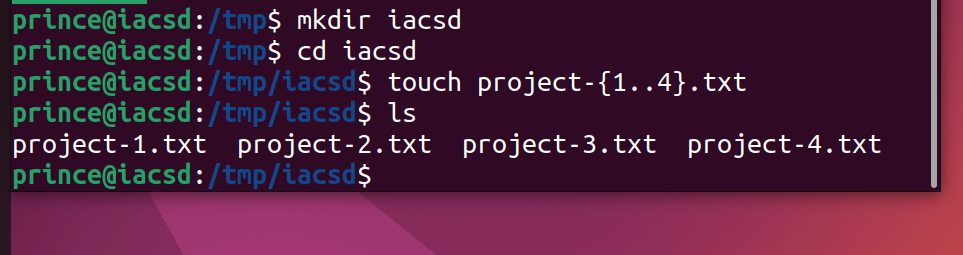 prince@iacsd:/tmp$ mkdir iacsd
prince@iacsd:/tmp$ cd iacsd
prince@iacsd:/tmp/iacsd$ touch project-{1..4}.txt
prince@iacsd:/tmp/iacsd$ ls
project-1.txt  project-2.txt  project-3.txt  project-4.txt
prince@iacsd:/tmp/iacsd$